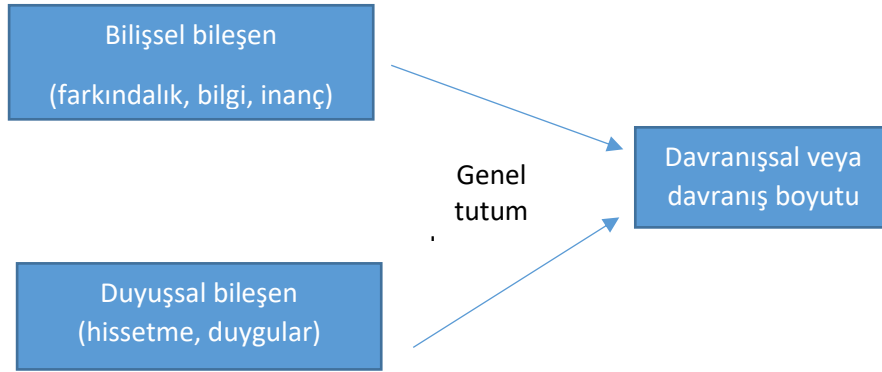 Bilişsel bileşen
(farkındalık, bilgi, inanç)
Davranışsal veya
davranış boyutu
Genel
tutum
Duyuşsal bileşen
(hissetme, duygular)